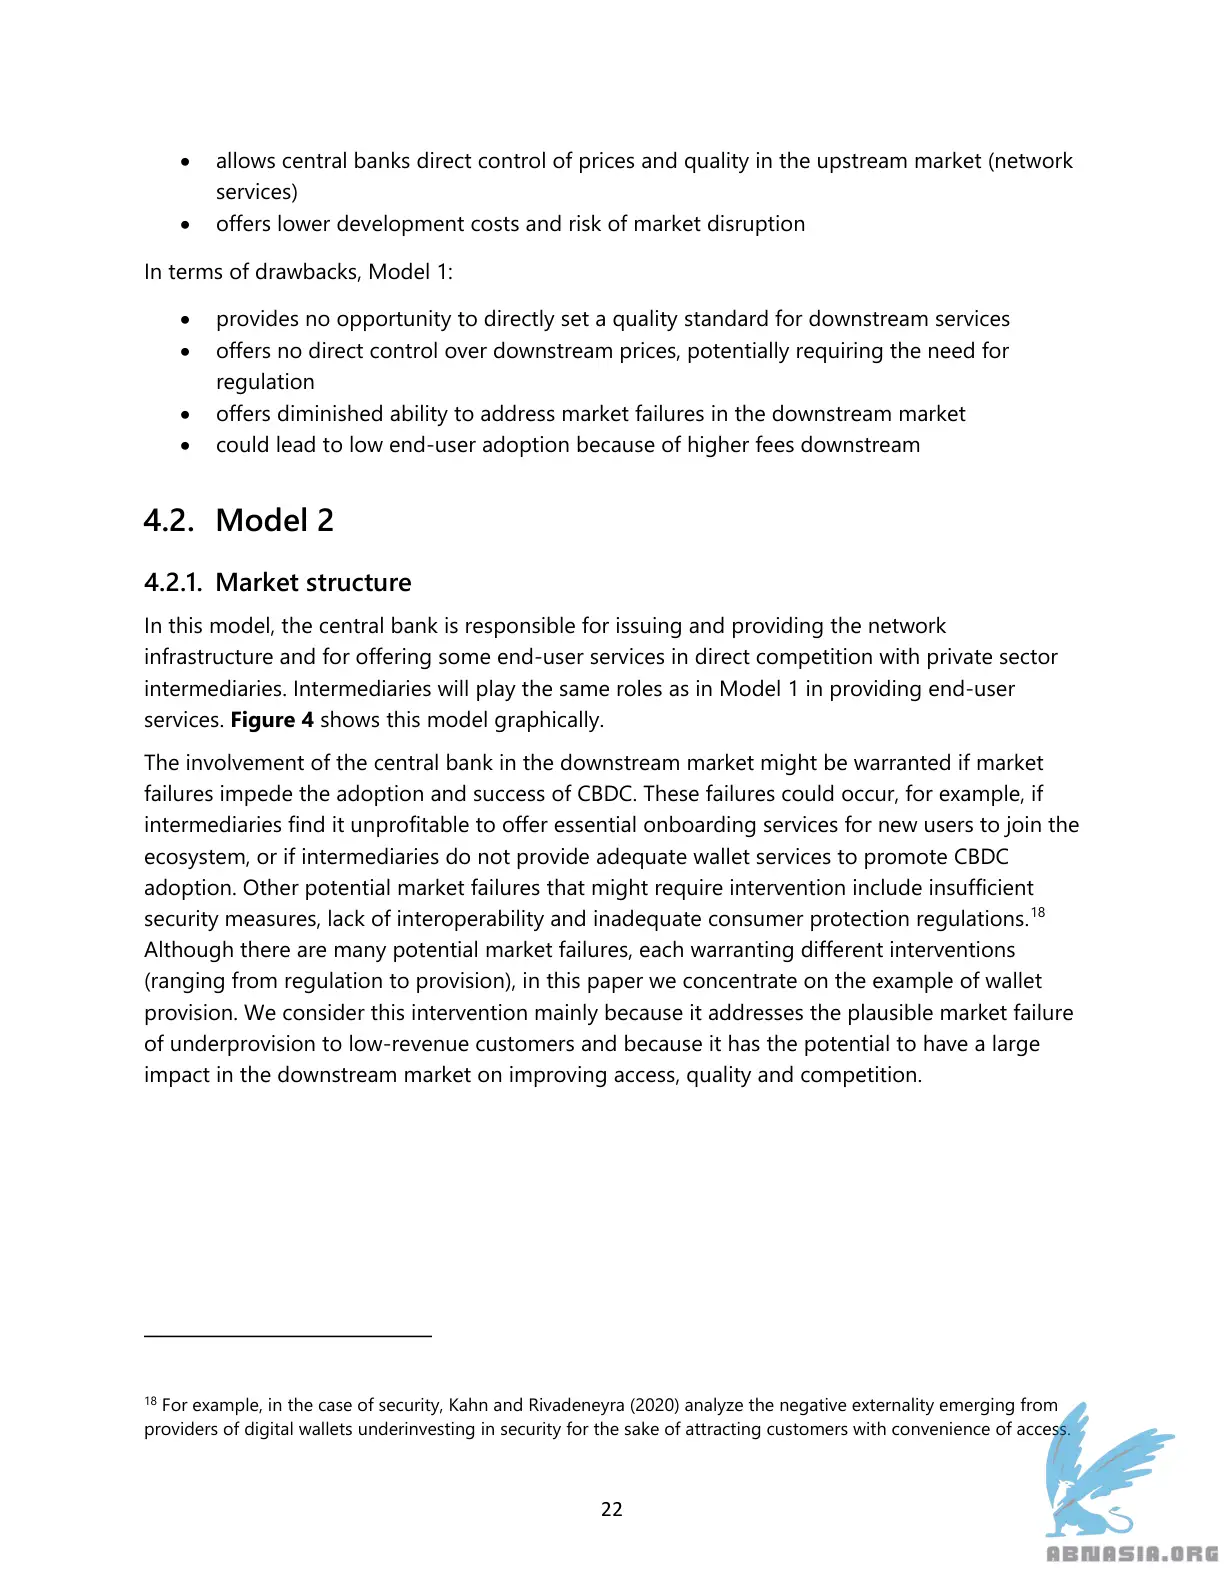 • allows central banks direct control of prices and quality in the upstream market (network
services)
• offers lower development costs and risk of market disruption
In terms of drawbacks, Model 1:
• provides no opportunity to directly set a quality standard for downstream services
• offers no direct control over downstream prices, potentially requiring the need for
regulation
• offers diminished ability to address market failures in the downstream market
• could lead to low end-user adoption because of higher fees downstream
4.2. Model 2
4.2.1. Market structure
In this model, the central bank is responsible for issuing and providing the network
infrastructure and for offering some end-user services in direct competition with private sector
intermediaries. Intermediaries will play the same roles as in Model 1 in providing end-user
services. Figure 4 shows this model graphically.
The involvement of the central bank in the downstream market might be warranted if market
failures impede the adoption and success of CBDC. These failures could occur, for example, if
intermediaries find it unprofitable to offer essential onboarding services for new users to join the
ecosystem, or if intermediaries do not provide adequate wallet services to promote CBDC
adoption. Other potential market failures that might require intervention include insufficient
security measures, lack of interoperability and inadequate consumer protection regulations.18
Although there are many potential market failures, each warranting different interventions
(ranging from regulation to provision), in this paper we concentrate on the example of wallet
provision. We consider this intervention mainly because it addresses the plausible market failure
of underprovision to low-revenue customers and because it has the potential to have a large
impact in the downstream market on improving access, quality and competition.
18 For example, in the case of security, Kahn and Rivadeneyra (2020) analyze the negative externality emerging from
providers of digital wallets underinvesting in security for the sake of attracting customers with convenience of access.
22
ABNASIA.ORG